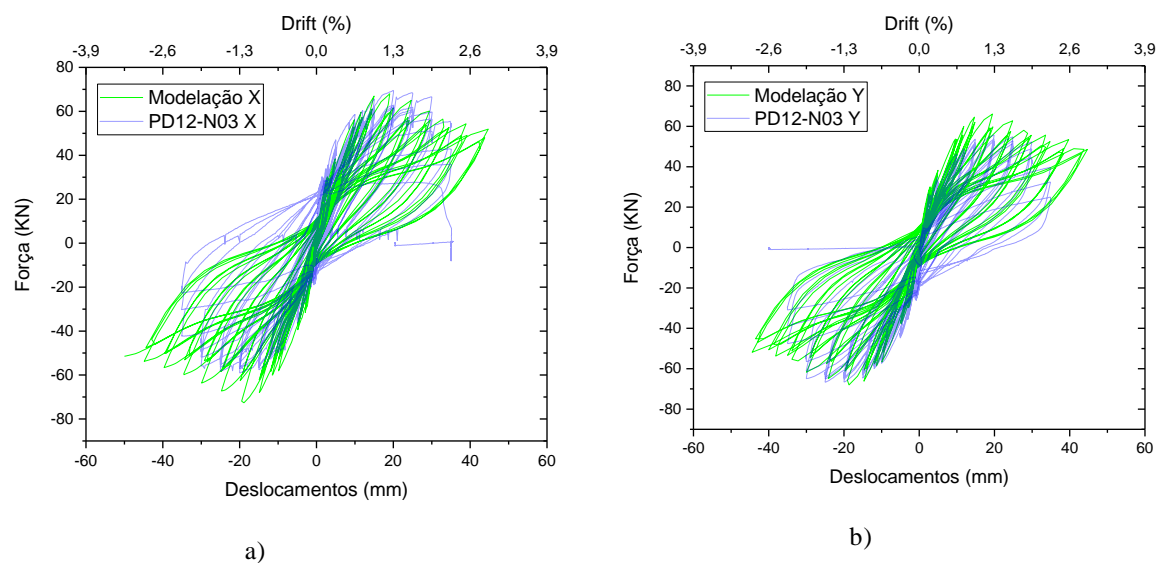 Drift (%)
-3,9 -2,6 -1,3 0,0 1,3 2,6 3,9
80
60
40
20
0
-20
-40
-60
-80
Força (KN)
Modelação X
PD12-N03 X
-60 -40 -20 0 20 40 60
Deslocamentos (mm)
a)
Drift (%)
-3,9 -2,6 -1,3 0,0 1,3 2,6 3,9
80
60
40
20
0
-20
-40
-60
-80
Força (KN)
Modelação Y
PD12-N03 Y
-60 -40 -20 0 20 40 60
Deslocamentos (mm)
b)